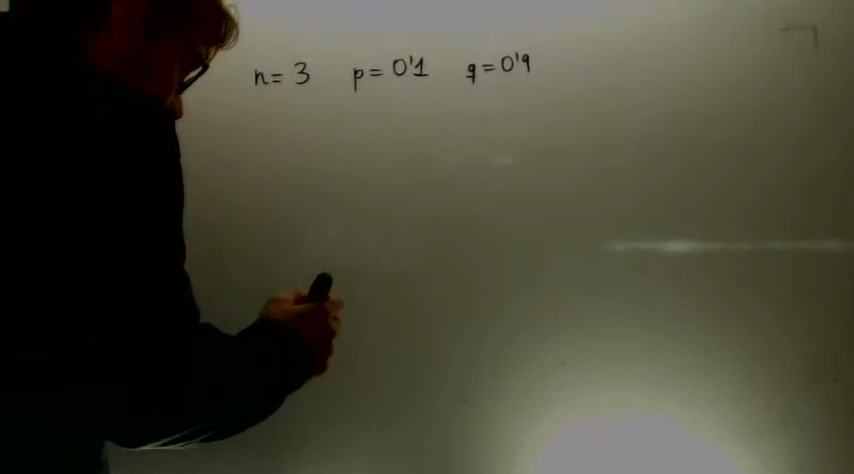 n = 3 p = 0'1 q = 0'9